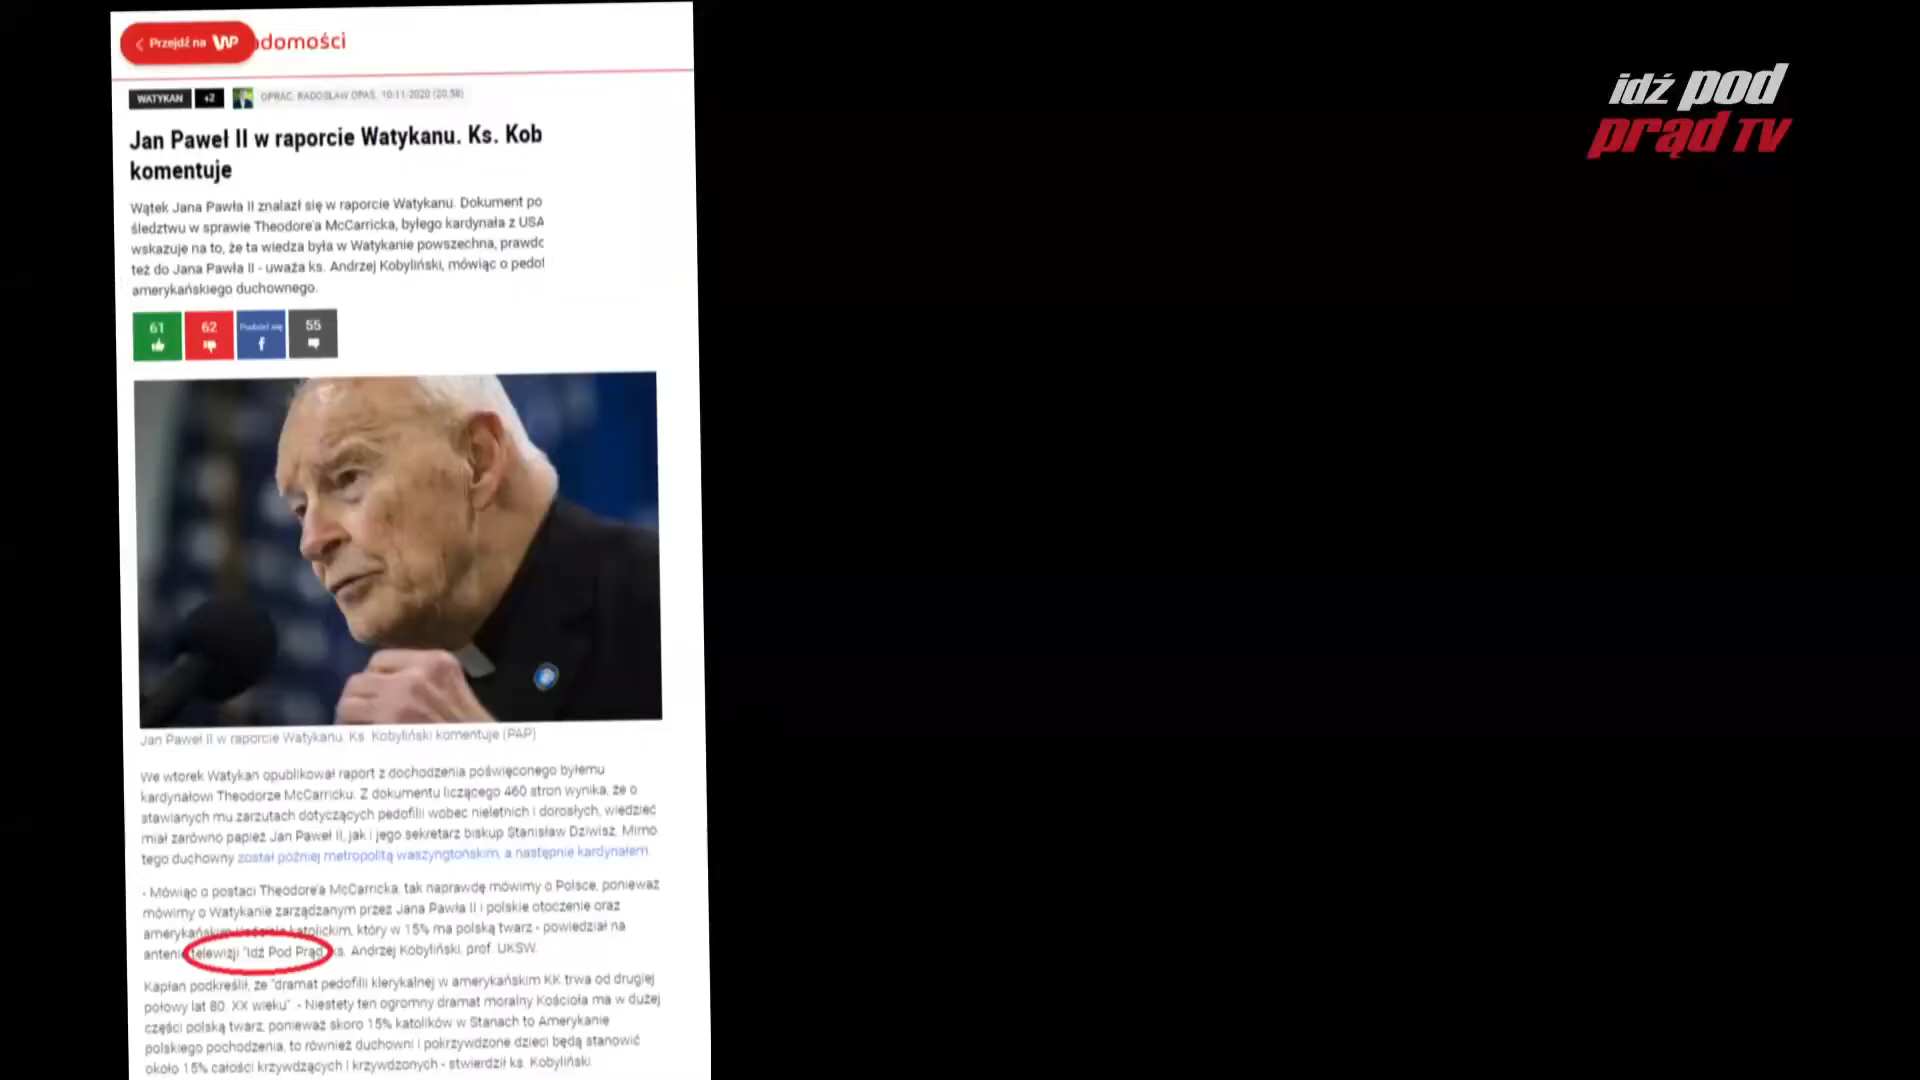 Przejdź na WP
adomości
idź pod
prąd TV
WATYKAN +2 OPRAC. RADOSŁAW OPAS, 10-11-2020 (20:58)
Jan Paweł II w raporcie Watykanu. Ks. Kob
komentuje
Wątek Jana Pawła II znalazł się w raporcie Watykanu. Dokument po
śledztwu w sprawie Theodore'a McCarricka, byłego kardynała z USA
wskazuje na to, że ta wiedza była w Watykanie powszechna, prawdo
też do Jana Pawła II - uważa ks. Andrzej Kobyliński, mówiąc o pedof
amerykańskiego duchownego.
61 62 Podziel się 55
f
Jan Paweł II w raporcie Watykanu. Ks. Kobyliński komentuje (PAP)
We wtorek Watykan opublikował raport z dochodzenia poświęconego byłemu
kardynałowi Theodorze McCarricku. Z dokumentu liczącego 460 stron wynika, że o
stawianych mu zarzutach dotyczących pedofilii wobec nieletnich i dorosłych, wiedzieć
miał zarówno papież Jan Paweł II, jak i jego sekretarz biskup Stanisław Dziwisz. Mimo
tego duchowny został później metropolitą waszyngtońskim, a następnie kardynałem.
- Mówiąc o postaci Theodore'a McCarricka, tak naprawdę mówimy o Polsce, ponieważ
mówimy o Watykanie zarządzanym przez Jana Pawła II i polskie otoczenie oraz
amerykańskim Kościele katolickim, który w 15% ma polską twarz - powiedział na
antenie telewizji "Idź Pod Prąd ks. Andrzej Kobyliński, prof. UKSW.
Kapłan podkreślił, że "dramat pedofilii klerykalnej w amerykańskim KK trwa od drugiej
połowy lat 80. XX wieku". - Niestety ten ogromny dramat moralny Kościoła ma w dużej
części polską twarz, ponieważ skoro 15% katolików w Stanach to Amerykanie
polskiego pochodzenia, to również duchowni i pokrzywdzone dzieci będą stanowić
około 15% całości krzywdzących i krzywdzonych - stwierdził ks. Kobyliński.